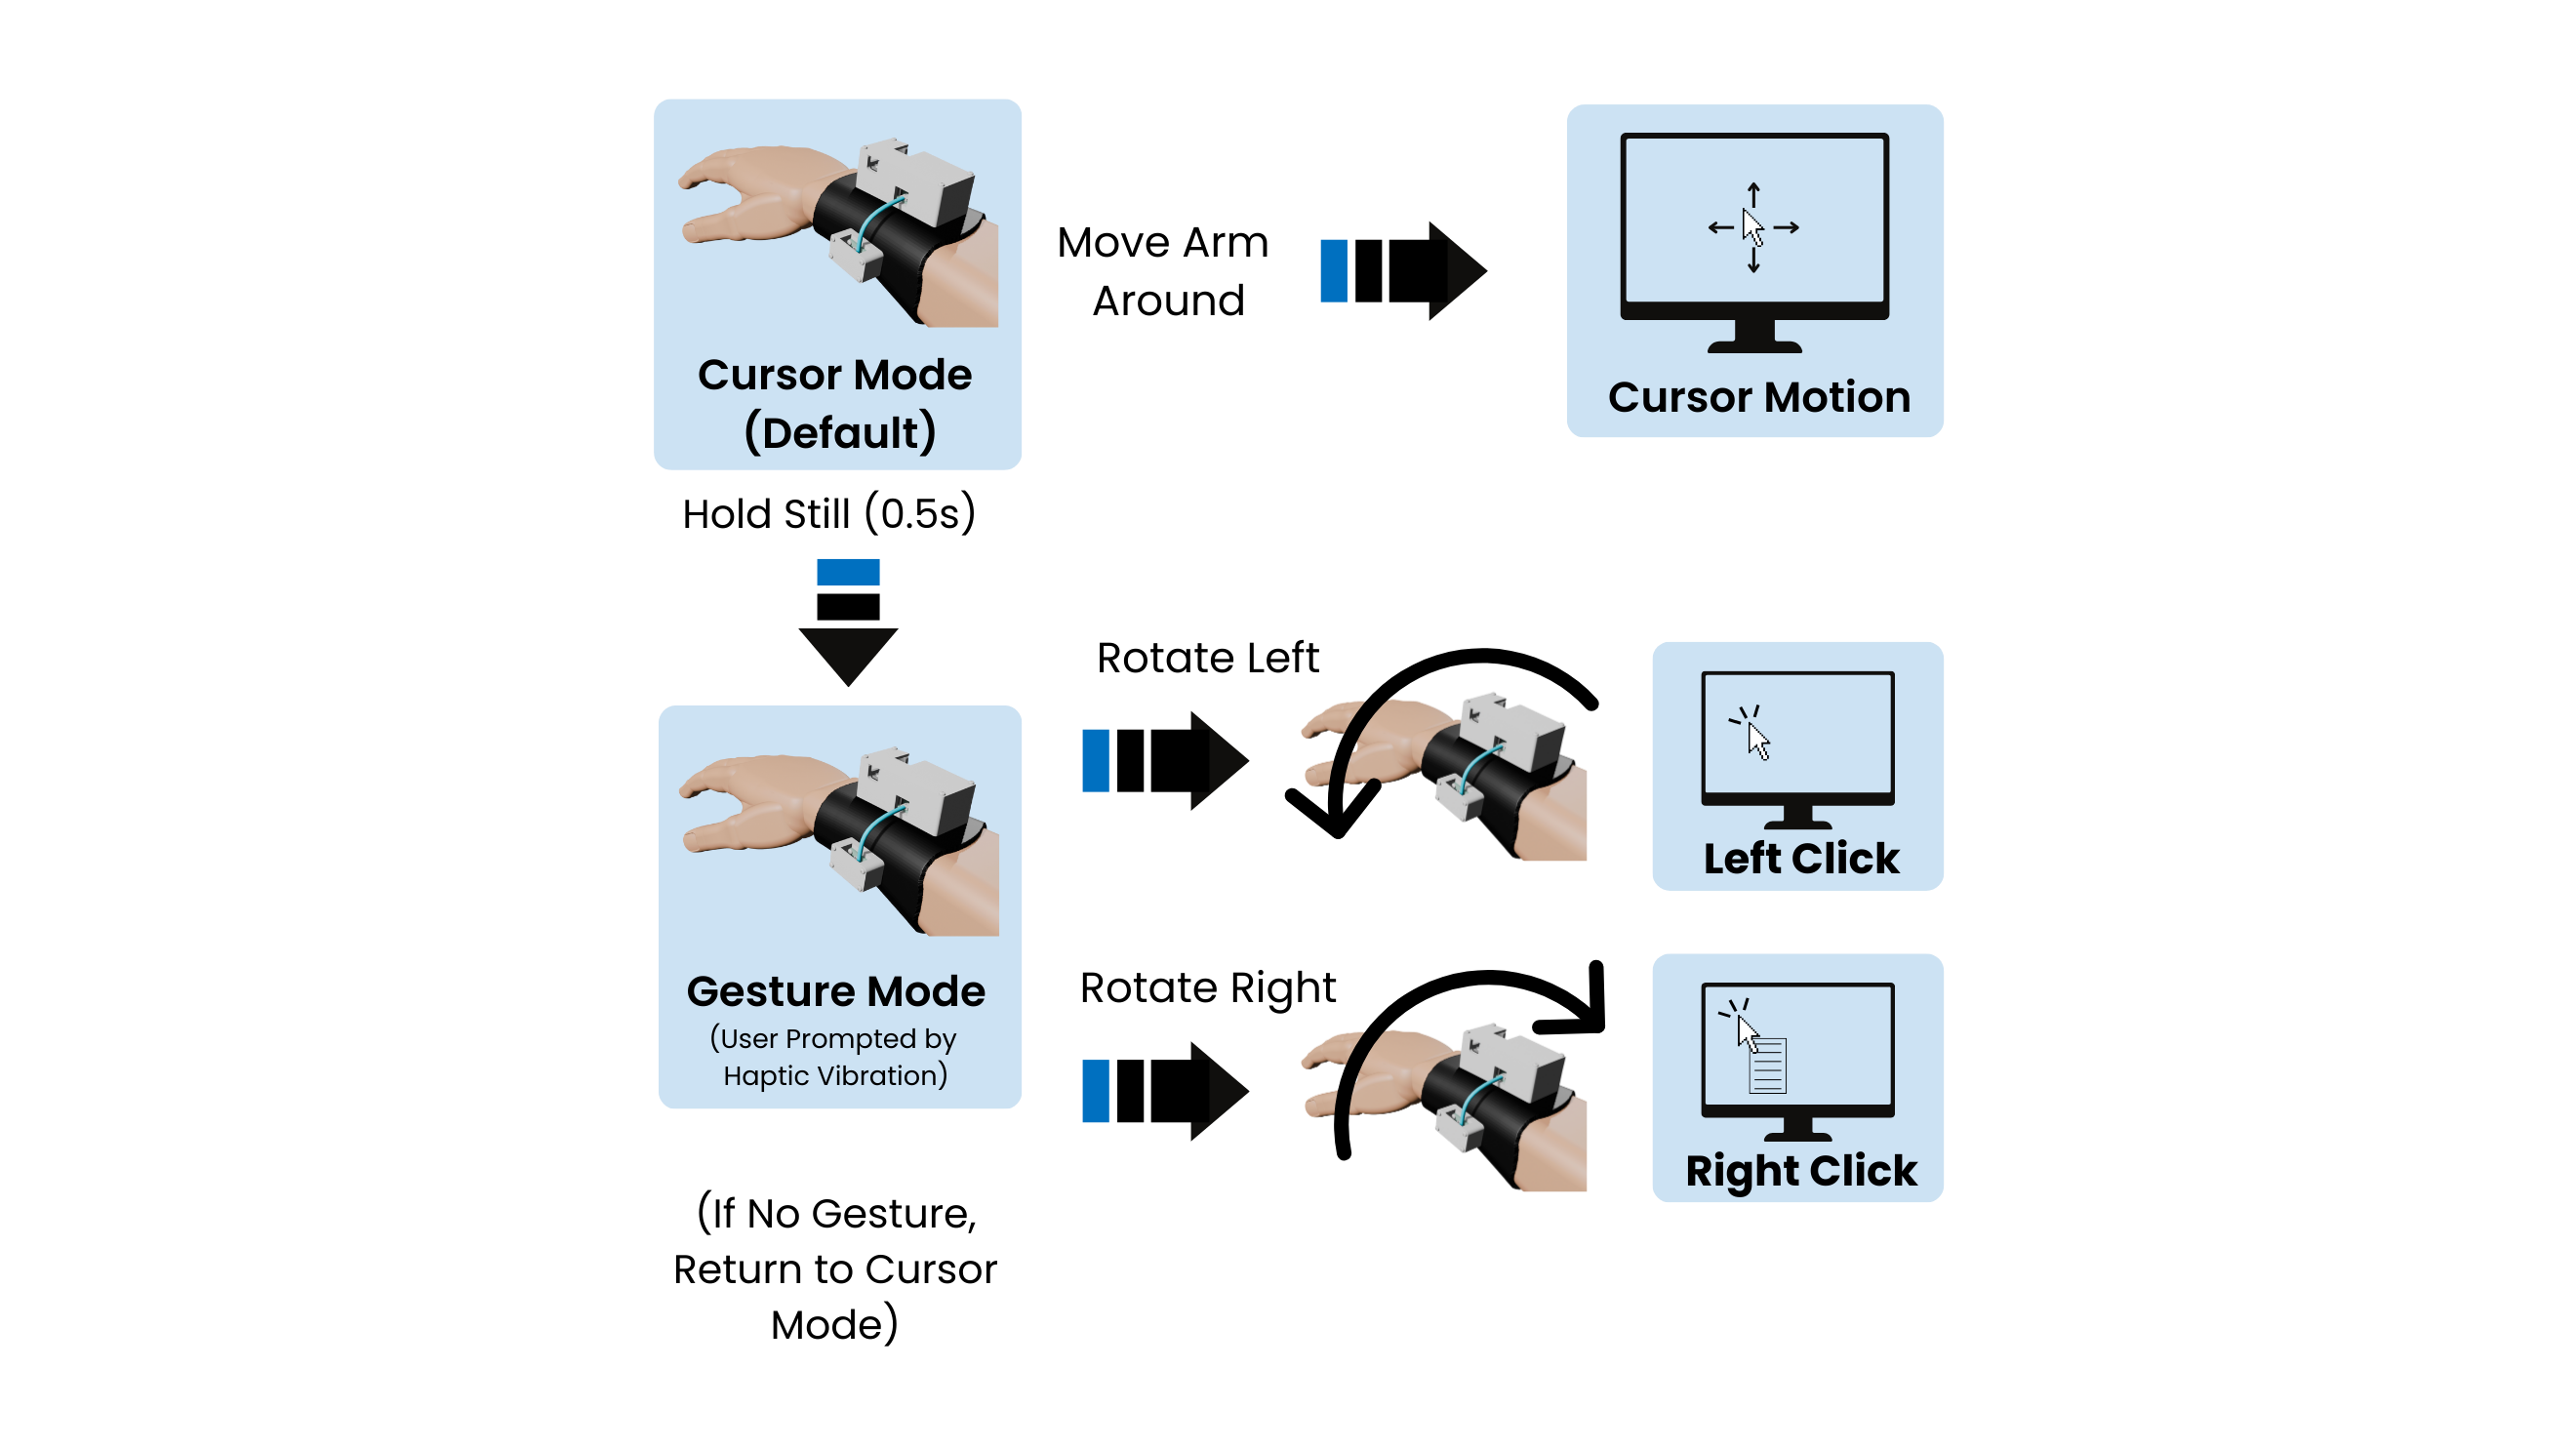 Cursor Mode
(Default)
Move Arm
Around
Cursor Motion
Hold Still (0.5s)
Gesture Mode
(User Prompted by
Haptic Vibration)
Rotate Left
Left Click
Rotate Right
Right Click
(If No Gesture,
Return to Cursor
Mode)